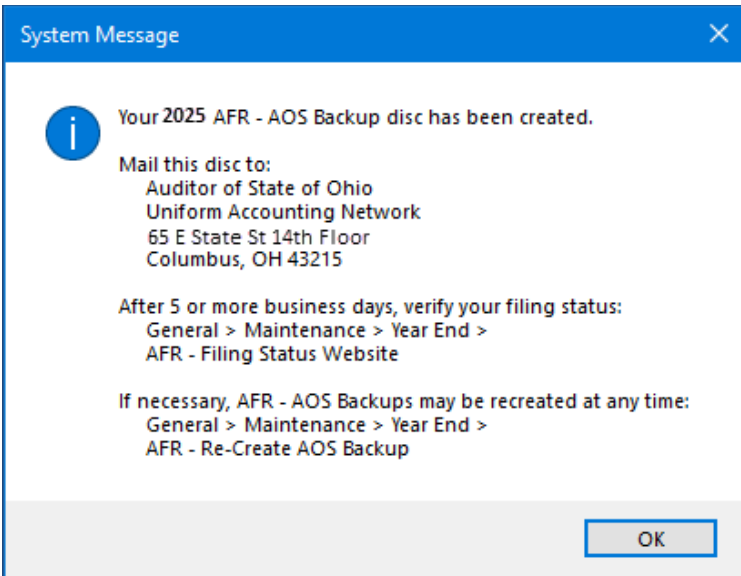 System Message
Your 2025 AFR - AOS Backup disc has been created.
Mail this disc to:
Auditor of State of Ohio
Uniform Accounting Network
65 E State St 14th Floor
Columbus, OH 43215
After 5 or more business days, verify your filing status:
General > Maintenance > Year End >
AFR - Filing Status Website
If necessary, AFR - AOS Backups may be recreated at any time:
General > Maintenance > Year End >
AFR - Re-Create AOS Backup
OK